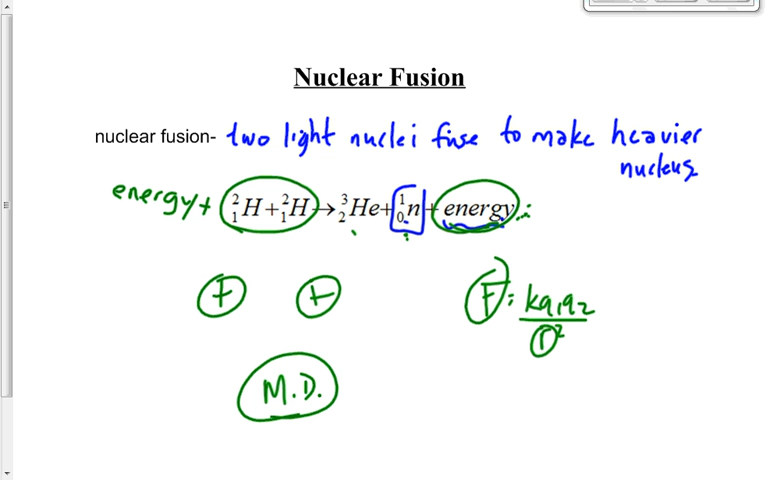 Nuclear Fusion
nuclear fusion- two light nuclei fuse to make heavier
nucleus
energy + ²₁H + ²₁H → ³₂He + ¹₀n + energy
+ +
F = kq₁q₂
r²
M.D.